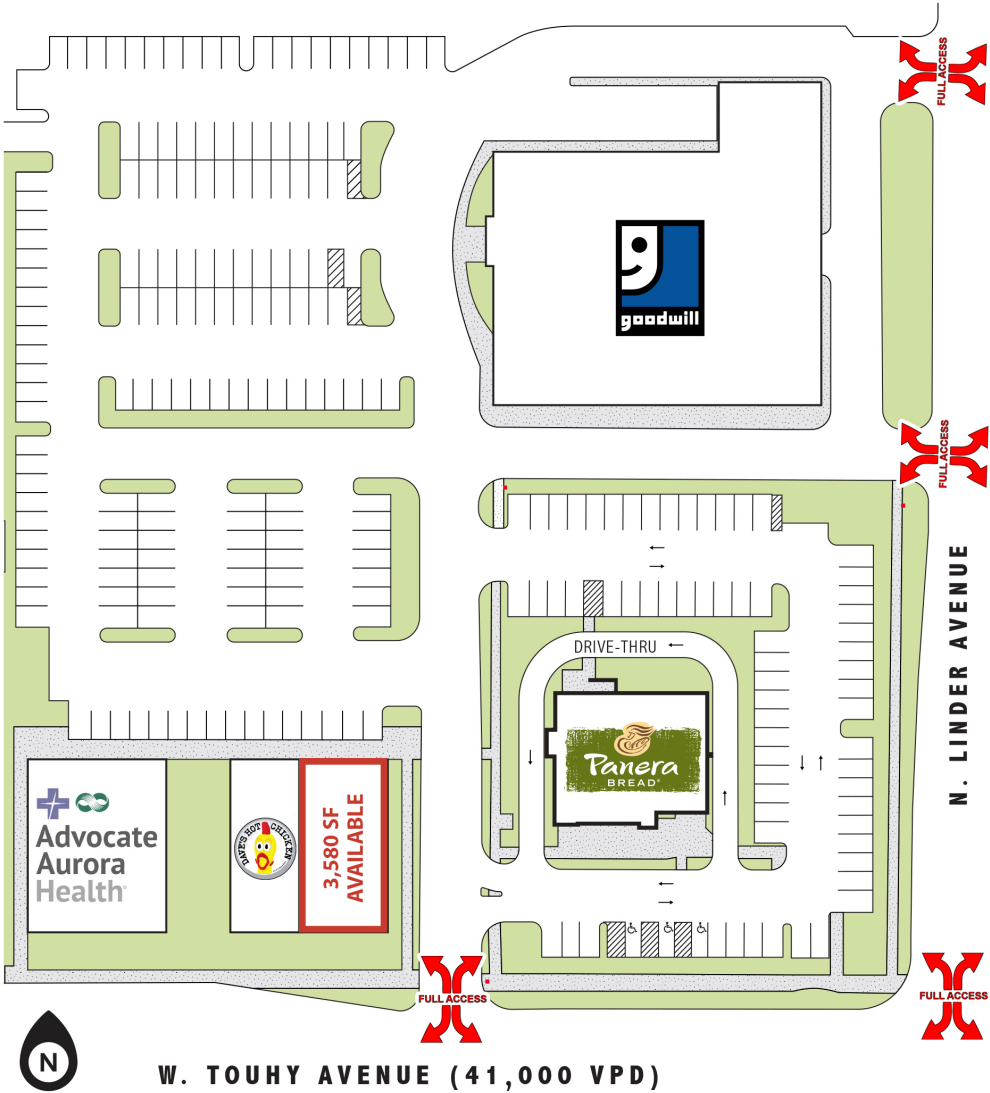 FULL ACCESS
goodwill
FULL ACCESS
N. LINDER AVENUE
DRIVE-THRU
Panera
BREAD®
Advocate
Aurora
Health
DAVE'S HOT CHICKEN
3,580 SF
AVAILABLE
FULL ACCESS
FULL ACCESS
N
W. TOUHY AVENUE (41,000 VPD)